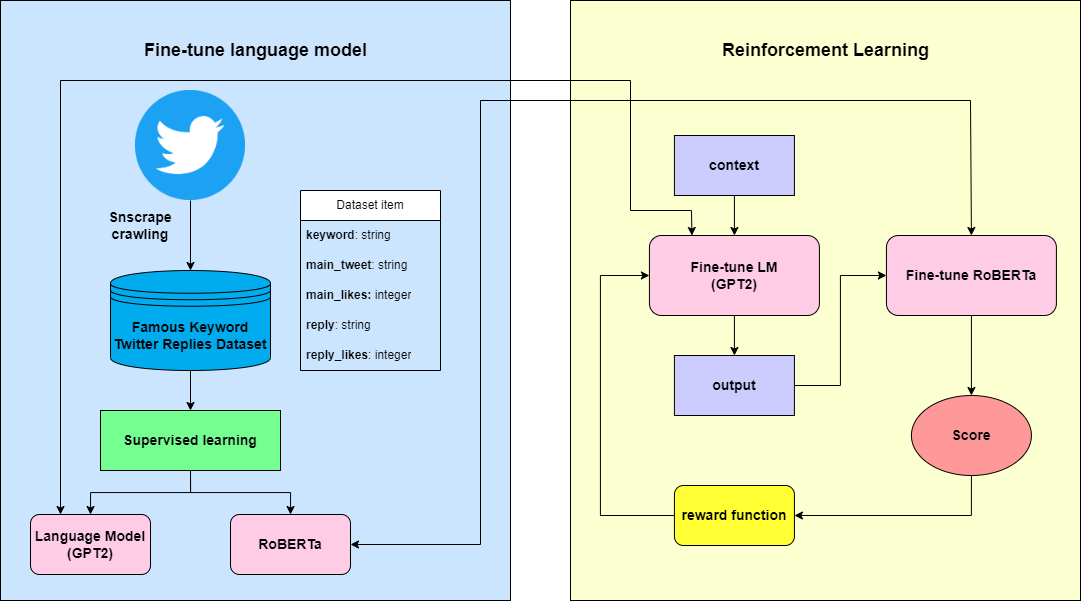 Fine-tune language model
Snscrape
crawling
Famous Keyword
Twitter Replies Dataset
Dataset item
keyword: string
main_tweet: string
main_likes: integer
reply: string
reply_likes: integer
Supervised learning
Language Model
(GPT2)
RoBERTa
Reinforcement Learning
context
Fine-tune LM
(GPT2)
Fine-tune RoBERTa
output
Score
reward function